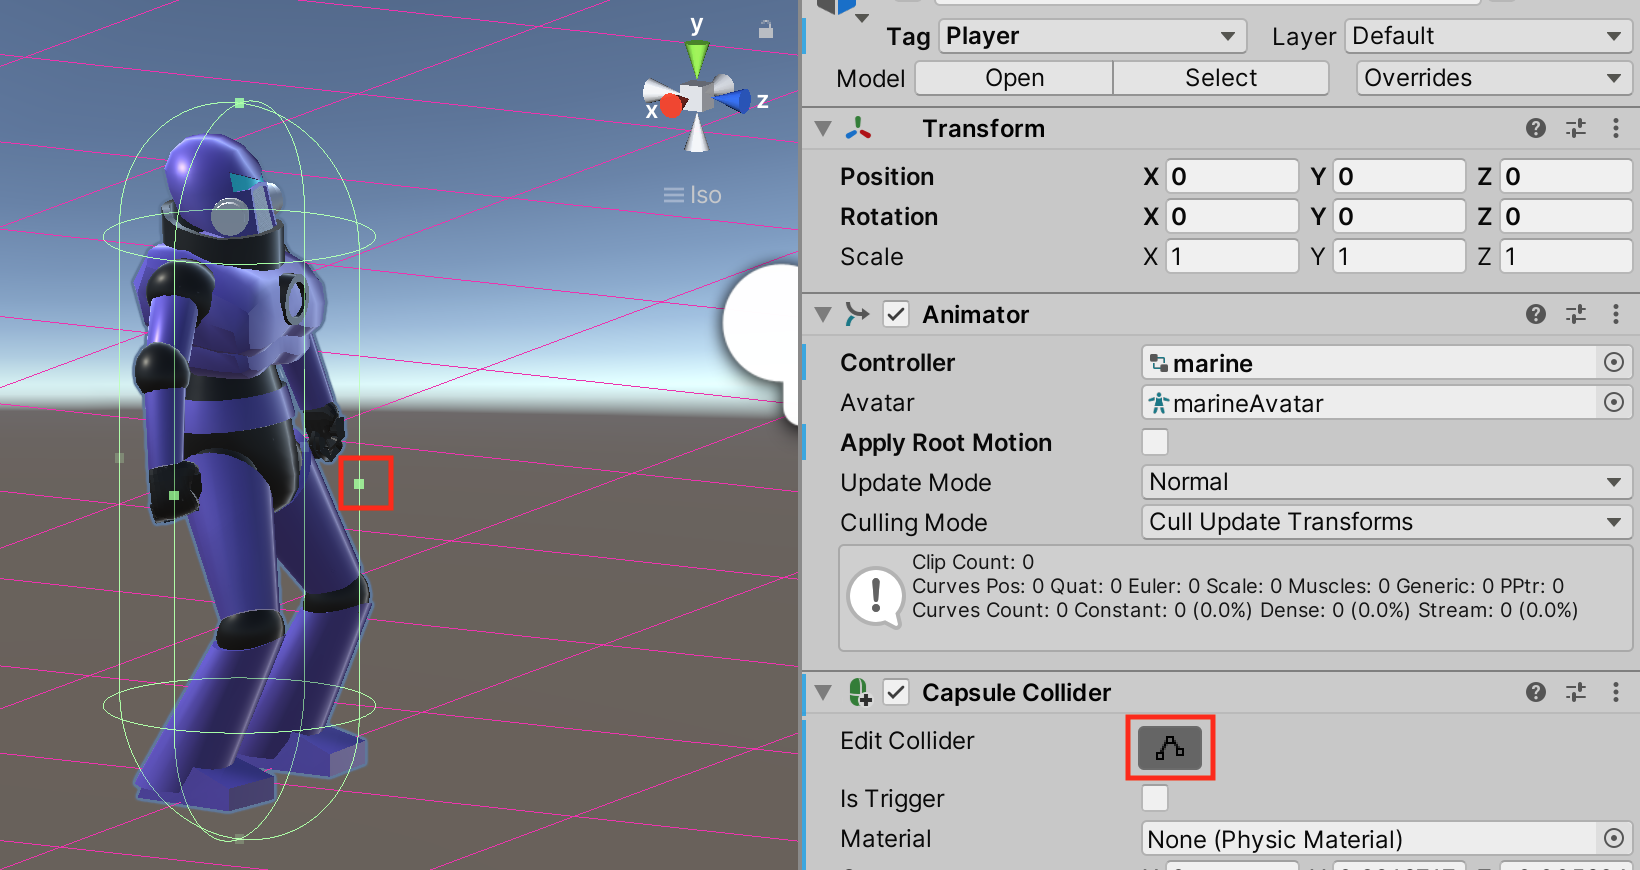 y
x
z
Iso
Tag Player Layer Default
Model Open Select Overrides
Transform
Position X 0 Y 0 Z 0
Rotation X 0 Y 0 Z 0
Scale X 1 Y 1 Z 1
Animator
Controller marine
Avatar marineAvatar
Apply Root Motion
Update Mode Normal
Culling Mode Cull Update Transforms
Clip Count: 0
Curves Pos: 0 Quat: 0 Euler: 0 Scale: 0 Muscles: 0 Generic: 0 PPtr: 0
Curves Count: 0 Constant: 0 (0.0%) Dense: 0 (0.0%) Stream: 0 (0.0%)
Capsule Collider
Edit Collider
Is Trigger
Material None (Physic Material)